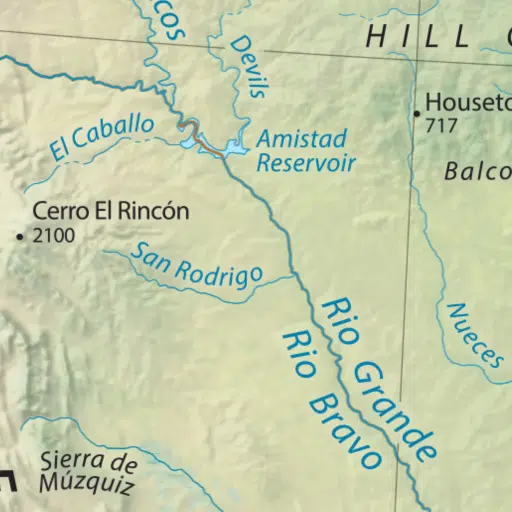 cos
Devils
HILL
Houseto
717
El Caballo
Amistad
Reservoir
Balco
Cerro El Rincón
2100
San Rodrigo
Rio Grande
Rio Bravo
Nueces
Sierra de
Múzquiz